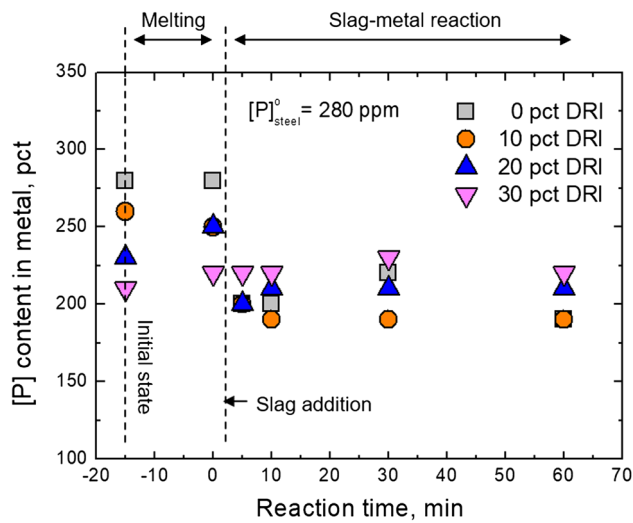 Melting
Slag-metal reaction
350
300
250
200
150
100
[P] content in metal, pct
[P]°steel = 280 ppm
0 pct DRI
10 pct DRI
20 pct DRI
30 pct DRI
Initial state
Slag addition
-20 -10 0 10 20 30 40 50 60 70
Reaction time, min